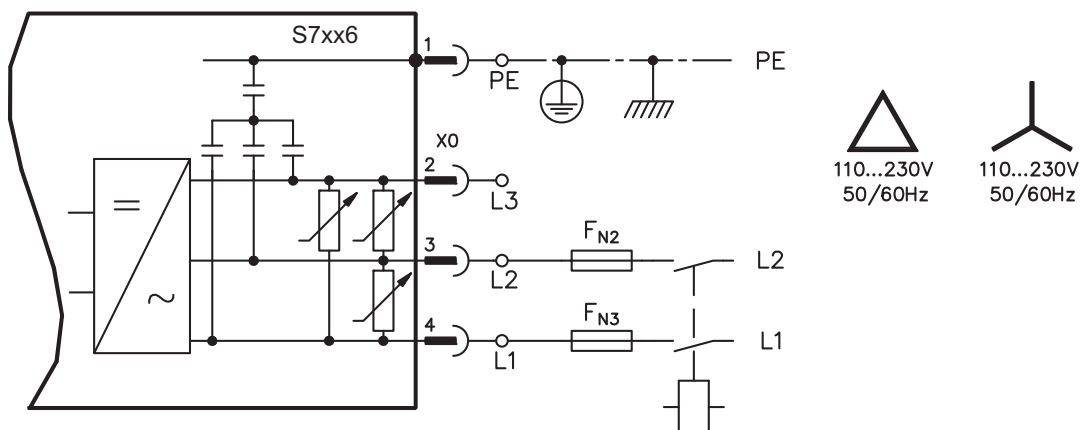 S7xx6
1
PE
PE
X0
2
L3
3
L2
F N2
L2
4
L1
F N3
L1
110...230V
50/60Hz
110...230V
50/60Hz